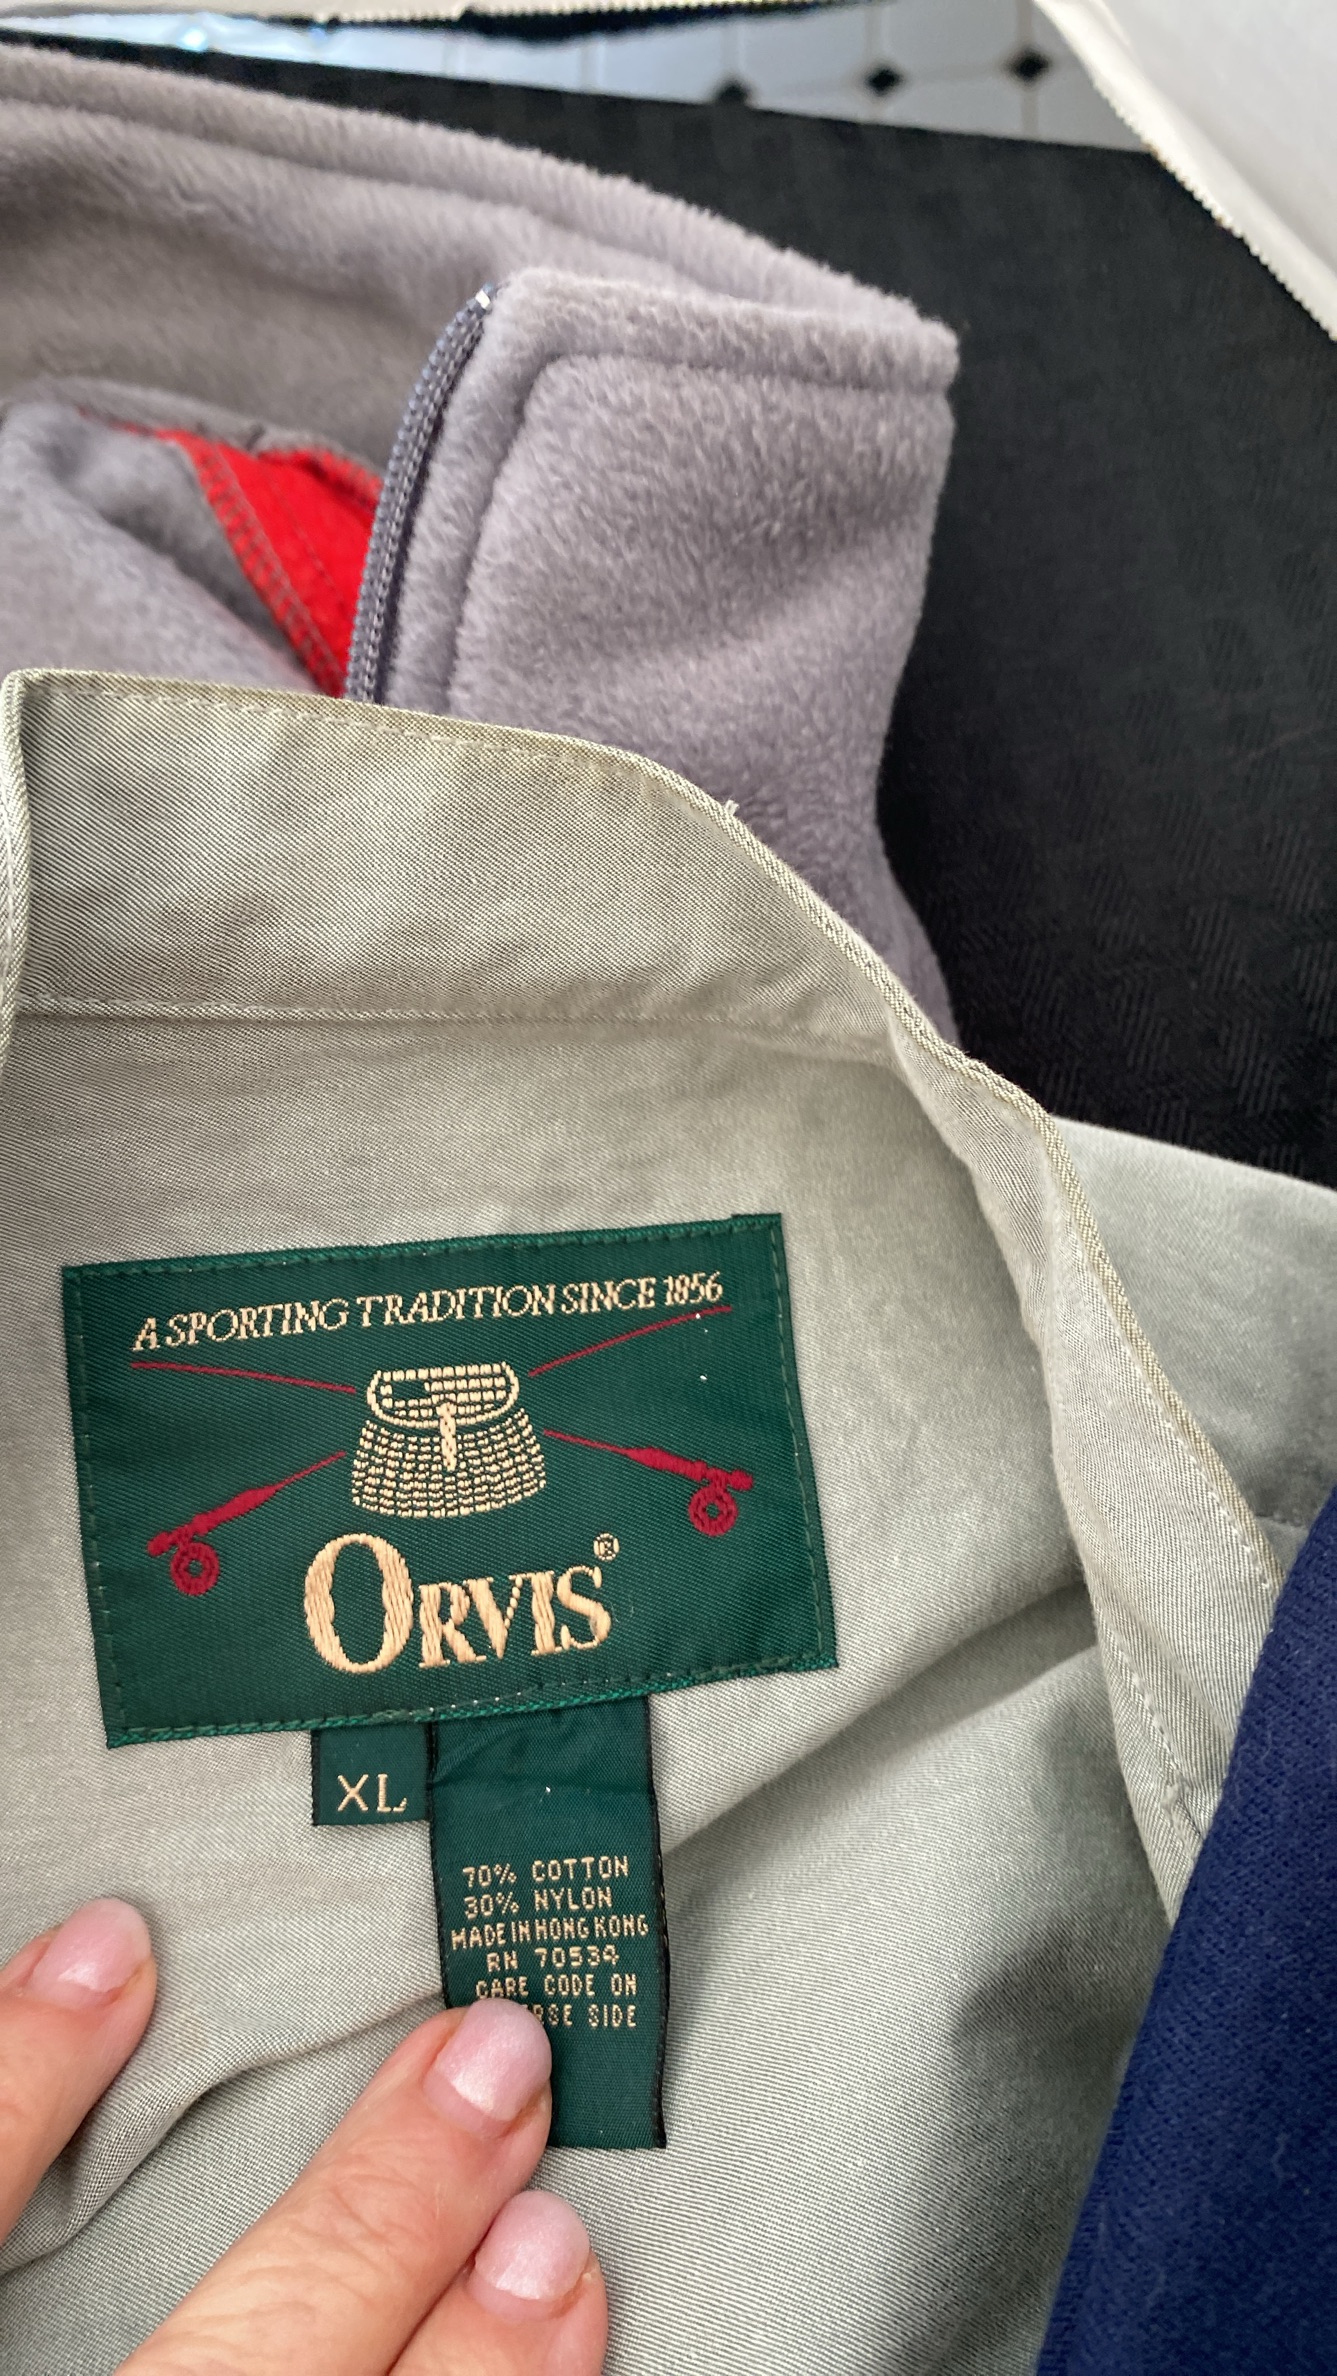 A SPORTING TRADITION SINCE 1856
ORVIS®
XL
70% COTTON
30% NYLON
MADE IN HONG KONG
RN 70534
CARE CODE ON
SIDE